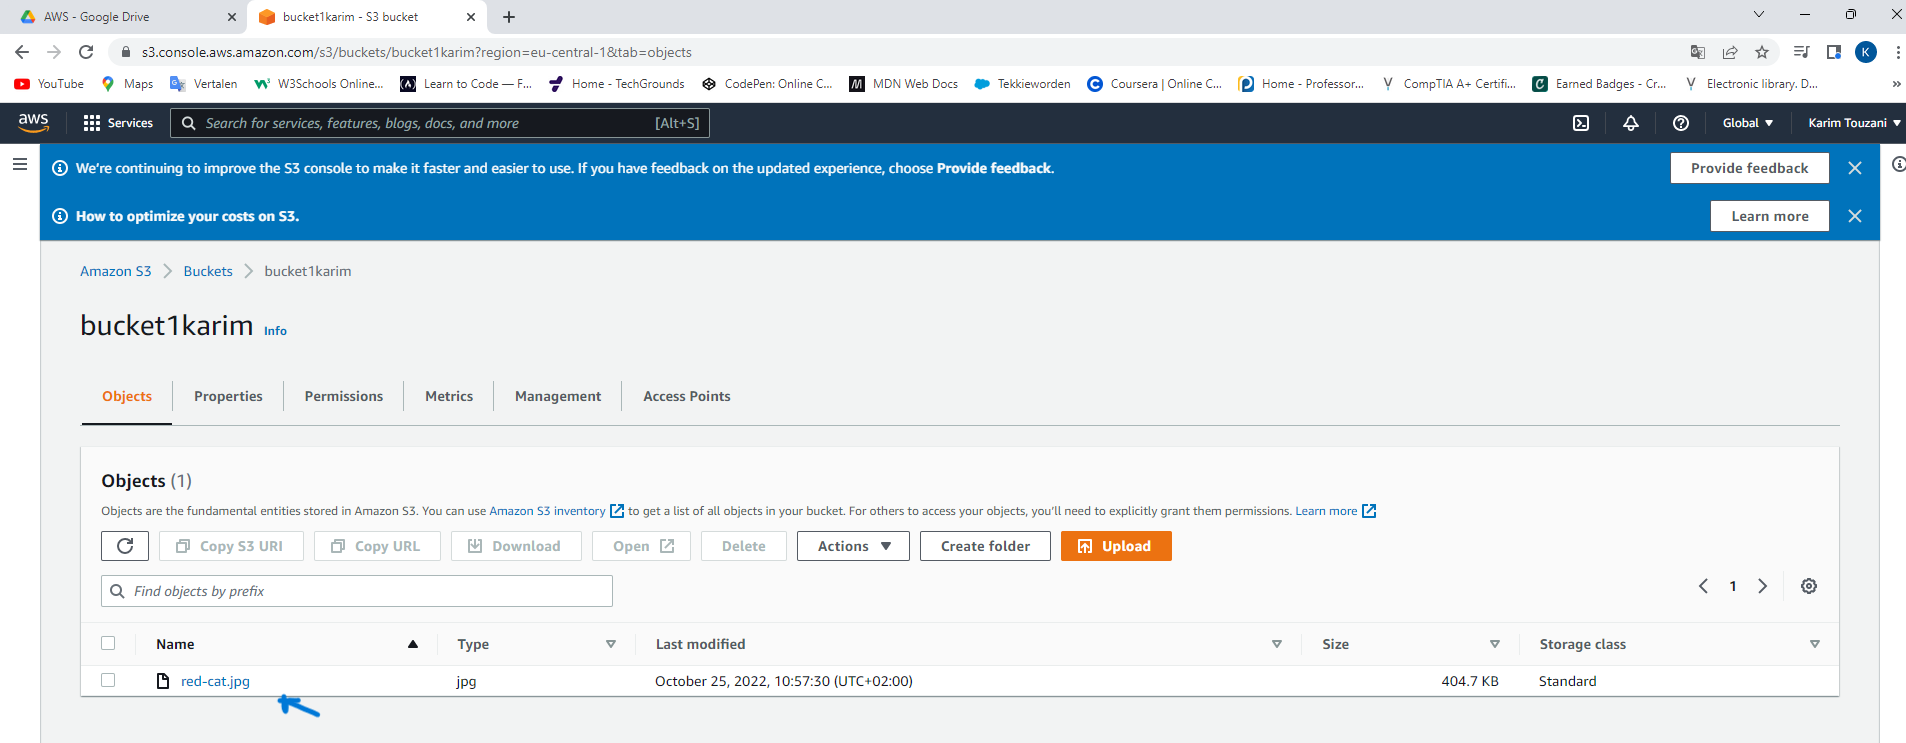 AWS - Google Drive
bucket1karim - S3 bucket
s3.console.aws.amazon.com/s3/buckets/bucket1karim?region=eu-central-1&tab=objects
K
YouTube Maps Vertalen W3Schools Online... Learn to Code — F... Home - TechGrounds CodePen: Online C... MDN Web Docs Tekkieworden Coursera | Online C... Home - Professor... CompTIA A+ Certifi... Earned Badges - Cr... Electronic library. D...
aws Services Search for services, features, blogs, docs, and more [Alt+S] Global Karim Touzani
We're continuing to improve the S3 console to make it faster and easier to use. If you have feedback on the updated experience, choose Provide feedback. Provide feedback
How to optimize your costs on S3. Learn more
Amazon S3 Buckets bucket1karim
bucket1karim Info
Objects Properties Permissions Metrics Management Access Points
Objects (1)
Objects are the fundamental entities stored in Amazon S3. You can use Amazon S3 inventory to get a list of all objects in your bucket. For others to access your objects, you'll need to explicitly grant them permissions. Learn more
Copy S3 URI Copy URL Download Open Delete Actions Create folder Upload
Find objects by prefix 1
Name Type Last modified Size Storage class
red-cat.jpg jpg October 25, 2022, 10:57:30 (UTC+02:00) 404.7 KB Standard